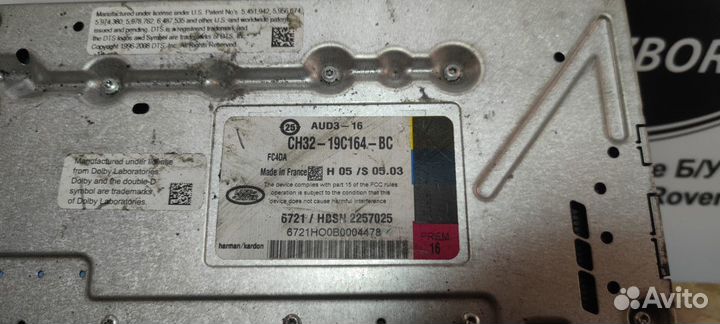 Manufactured under license under U.S. Patent No's 5,451,942, 5,956,674,
5,974,380; 5,978,762; 6,487,535 and other U.S. and worldwide patents
issued and pending. DTS is a registered trademark and
the DTS logos and Symbol are trademarks of DTS, Inc.
Copyright 1996-2008 DTS, Inc. All Rights Reserved.
BOR
25
AUD3-16
CH32-19C164-BC
FC4DA
Made in France
H 05 / S 05.03
The device complies with part 15 of the FCC rules
operation is subject to the condition that this
device does not cause harmful interference
LAND ROVER
6721 / HBSN 2257025
6721HO0B0004478
harman/kardon
PREM
16
Manufactured under license
from Dolby Laboratories.
Dolby and the double-D
symbol are trademarks
of Dolby Laboratories.
е Б/У
Rover
Avito